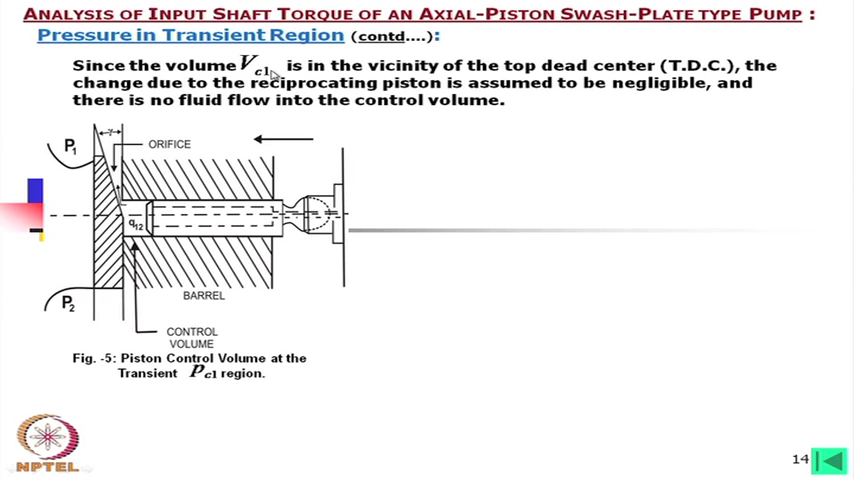 ANALYSIS OF INPUT SHAFT TORQUE OF AN AXIAL-PISTON SWASH-PLATE TYPE PUMP :
Pressure in Transient Region (contd....):
Since the volume V_c1 is in the vicinity of the top dead center (T.D.C.), the
change due to the reciprocating piston is assumed to be negligible, and
there is no fluid flow into the control volume.
γ
P1
ORIFICE
q12
P2
BARREL
CONTROL
VOLUME
Fig. -5: Piston Control Volume at the
Transient p_c1 region.
NPTEL
14